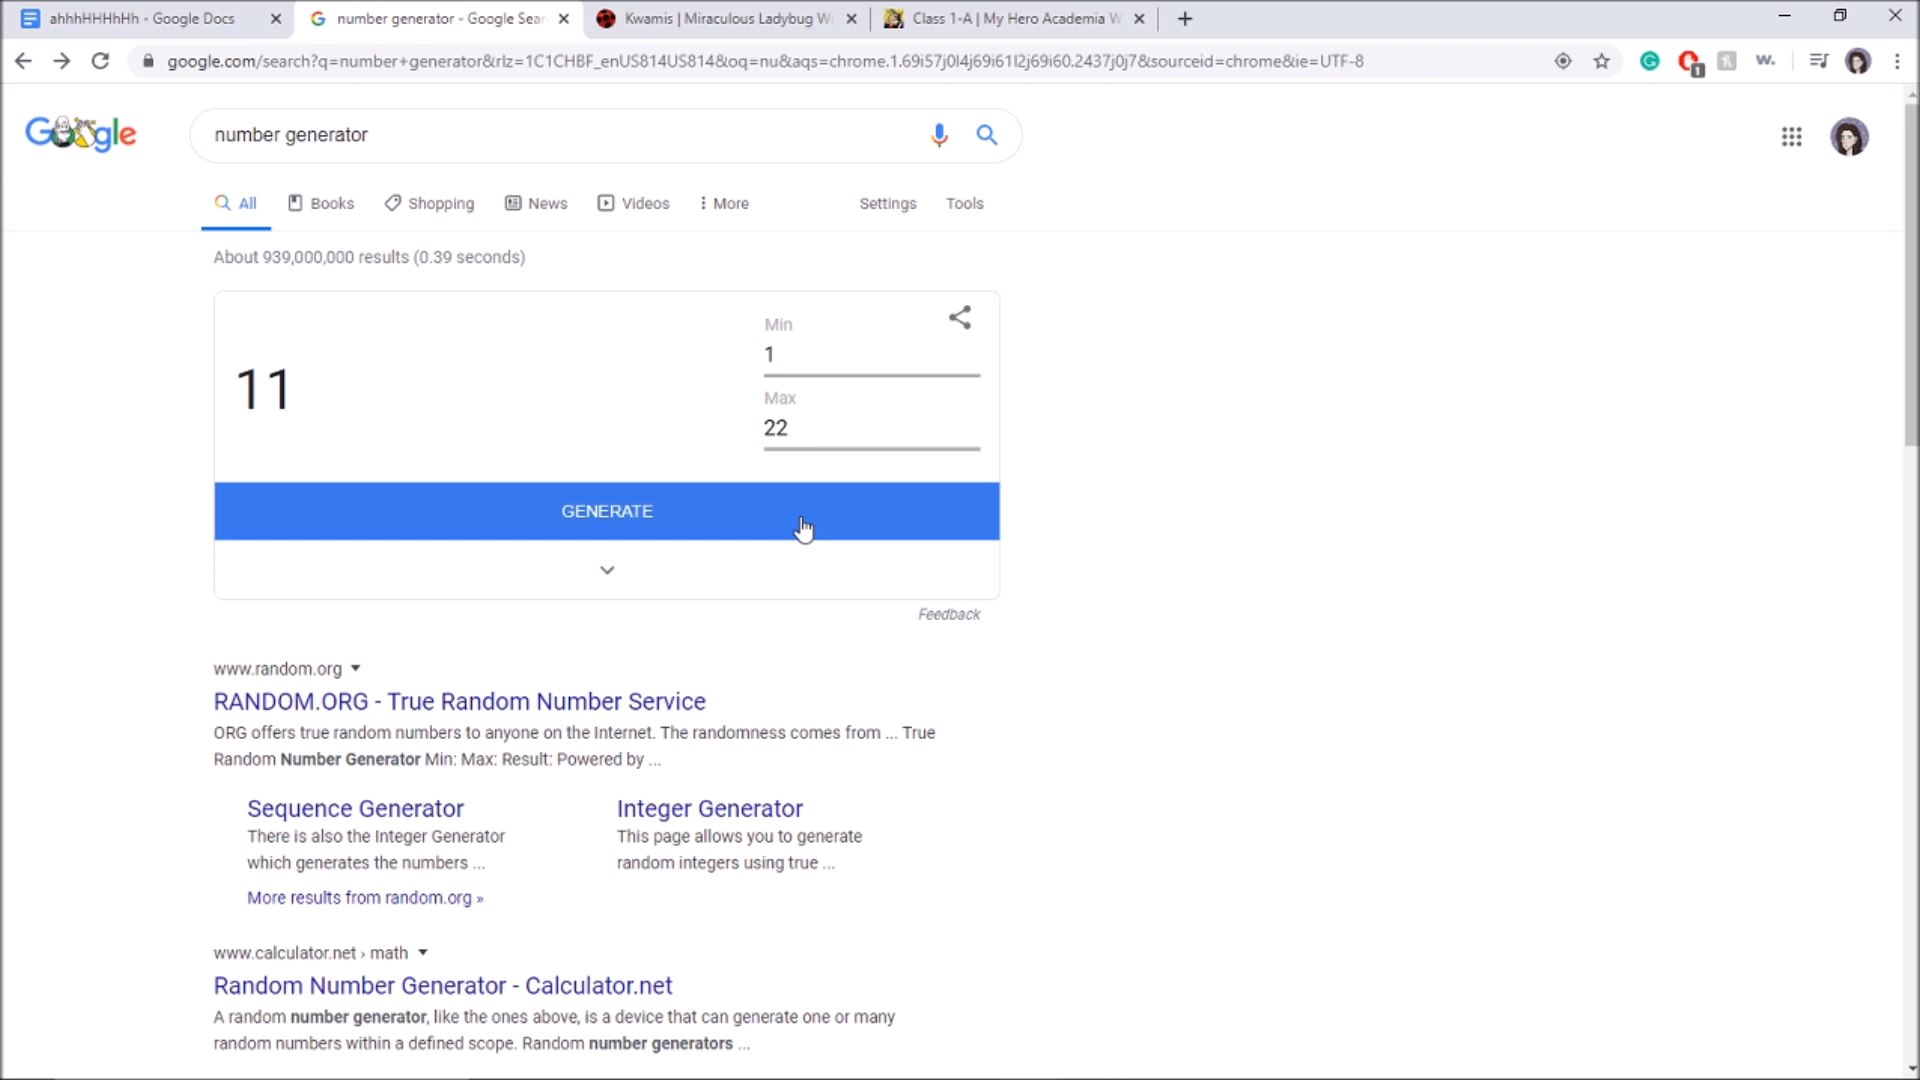 ahhhHHHhHh - Google Docs
number generator - Google Sear
Kwamis | Miraculous Ladybug Wi
Class 1-A | My Hero Academia W
google.com/search?q=number+generator&rlz=1C1CHBF_enUS814US814&oq=nu&aqs=chrome.1.69i57j0l4j69i61l2j69i60.2437j0j7&sourceid=chrome&ie=UTF-8
1
w.
Google
number generator
All
Books
Shopping
News
Videos
More
Settings
Tools
About 939,000,000 results (0.39 seconds)
Min
1
11
Max
22
GENERATE
Feedback
www.random.org
RANDOM.ORG - True Random Number Service
ORG offers true random numbers to anyone on the Internet. The randomness comes from ... True
Random Number Generator Min: Max: Result: Powered by ...
Sequence Generator
There is also the Integer Generator
which generates the numbers ...
Integer Generator
This page allows you to generate
random integers using true ...
More results from random.org »
www.calculator.net › math
Random Number Generator - Calculator.net
A random number generator, like the ones above, is a device that can generate one or many
random numbers within a defined scope. Random number generators ...